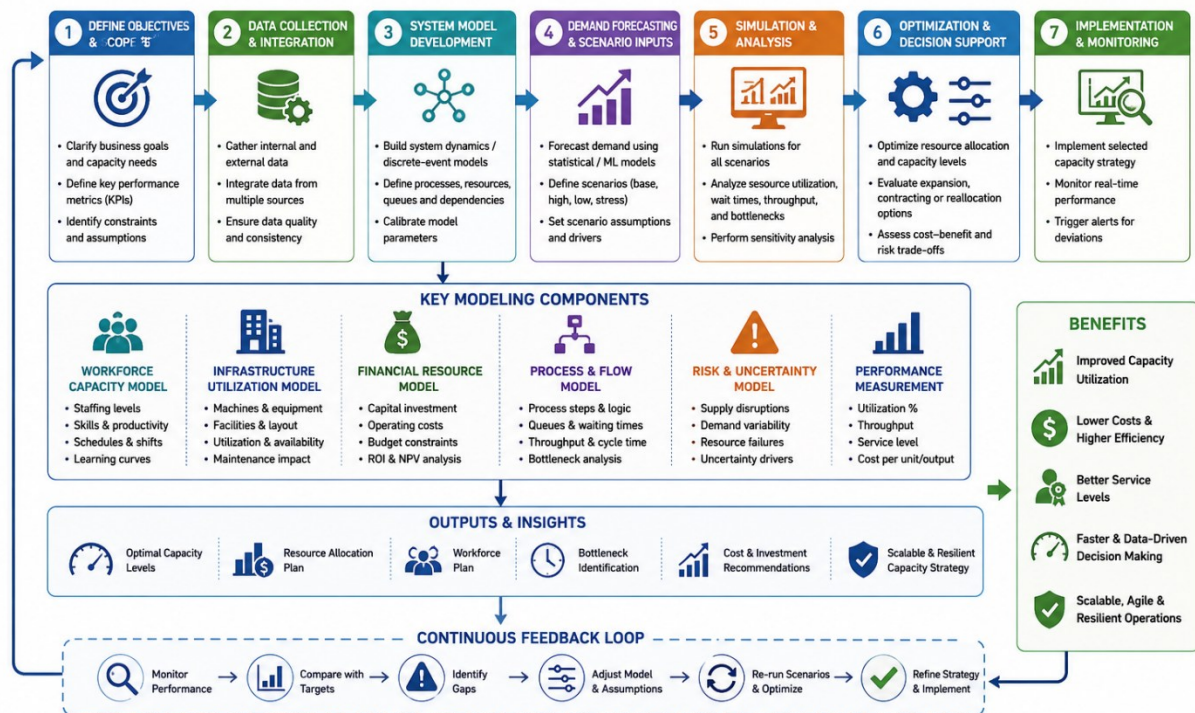 1 DEFINE OBJECTIVES
&
2 DATA COLLECTION
& INTEGRATION
3 SYSTEM MODEL
DEVELOPMENT
4 DEMAND FORECASTING
& SCENARIO INPUTS
5 SIMULATION &
ANALYSIS
6 OPTIMIZATION &
DECISION SUPPORT
7 IMPLEMENTATION
& MONITORING
• Clarify business goals
and capacity needs
• Define key performance
metrics (KPIs)
• Identify constraints
and assumptions
• Gather internal and
external data
• Integrate data from
multiple sources
• Ensure data quality
and consistency
• Build system dynamics /
discrete-event models
• Define processes, resources,
queues and dependencies
• Calibrate model
parameters
• Forecast demand using
statistical / ML models
• Define scenarios (base,
high, low, stress)
• Set scenario assumptions
and drivers
• Run simulations for
all scenarios
• Analyze sesource utilization,
wait times, throughput,
and bottlenecks
• Perform sensitivity analysis
• Optimize resource allocation
and capacity levels
• Evaluate expansion,
contracting or reallocation
options
• Assess cost–benefit and
risk trade-offs
• Implement selected
capacity strategy
• Monitor real-time
performance
• Trigger alerts for
deviations
KEY MODELING COMPONENTS
WORKFORCE
CAPACITY MODEL
• Staffing levels
• Skills & productivity
• Schedules & shifts
• Learning curves
INFRASTRUCTURE
UTILIZATION MODEL
• Machines & equipment
• Facilities & layout
• Utilization & availability
• Maintenance impact
$
FINANCIAL RESOURCE
MODEL
• Capital investment
• Operating costs
• Budget constraints
• ROI & NPV analysis
PROCESS & FLOW
MODEL
• Process steps & logic
• Queues & waiting times
• Throughput & cycle time
• Bottleneck analysis
RISK & UNCERTAINTY
MODEL
• Supply disruptions
• Demand variability
• Resource failures
• Uncertainty drivers
PERFORMANCE
MEASUREMENT
• Utilization %
• Throughput
• Service level
• Cost per unit/output
BENEFITS
Improved Capacity
Utilization
$
Lower Costs &
Higher Efficiency
Better Service
Levels
Faster & Data-Driven
Decision Making
Scalable, Agile &
Resilient Operations
OUTPUTS & INSIGHTS
Optimal Capacity
Levels
$
Resource Allocation
Plan
Workforce
Plan
Bottleneck
Identification
Cost & Investment
Recommendations
Scalable & Resilient
Capacity Strategy
CONTINUOUS FEEDBACK LOOP
Monitor
Performance
Compare with
Targets
Identify
Gaps
Adjust Model
& Assumptions
Re-run Scenarios
& Optimize
Refine Strategy
& Implement